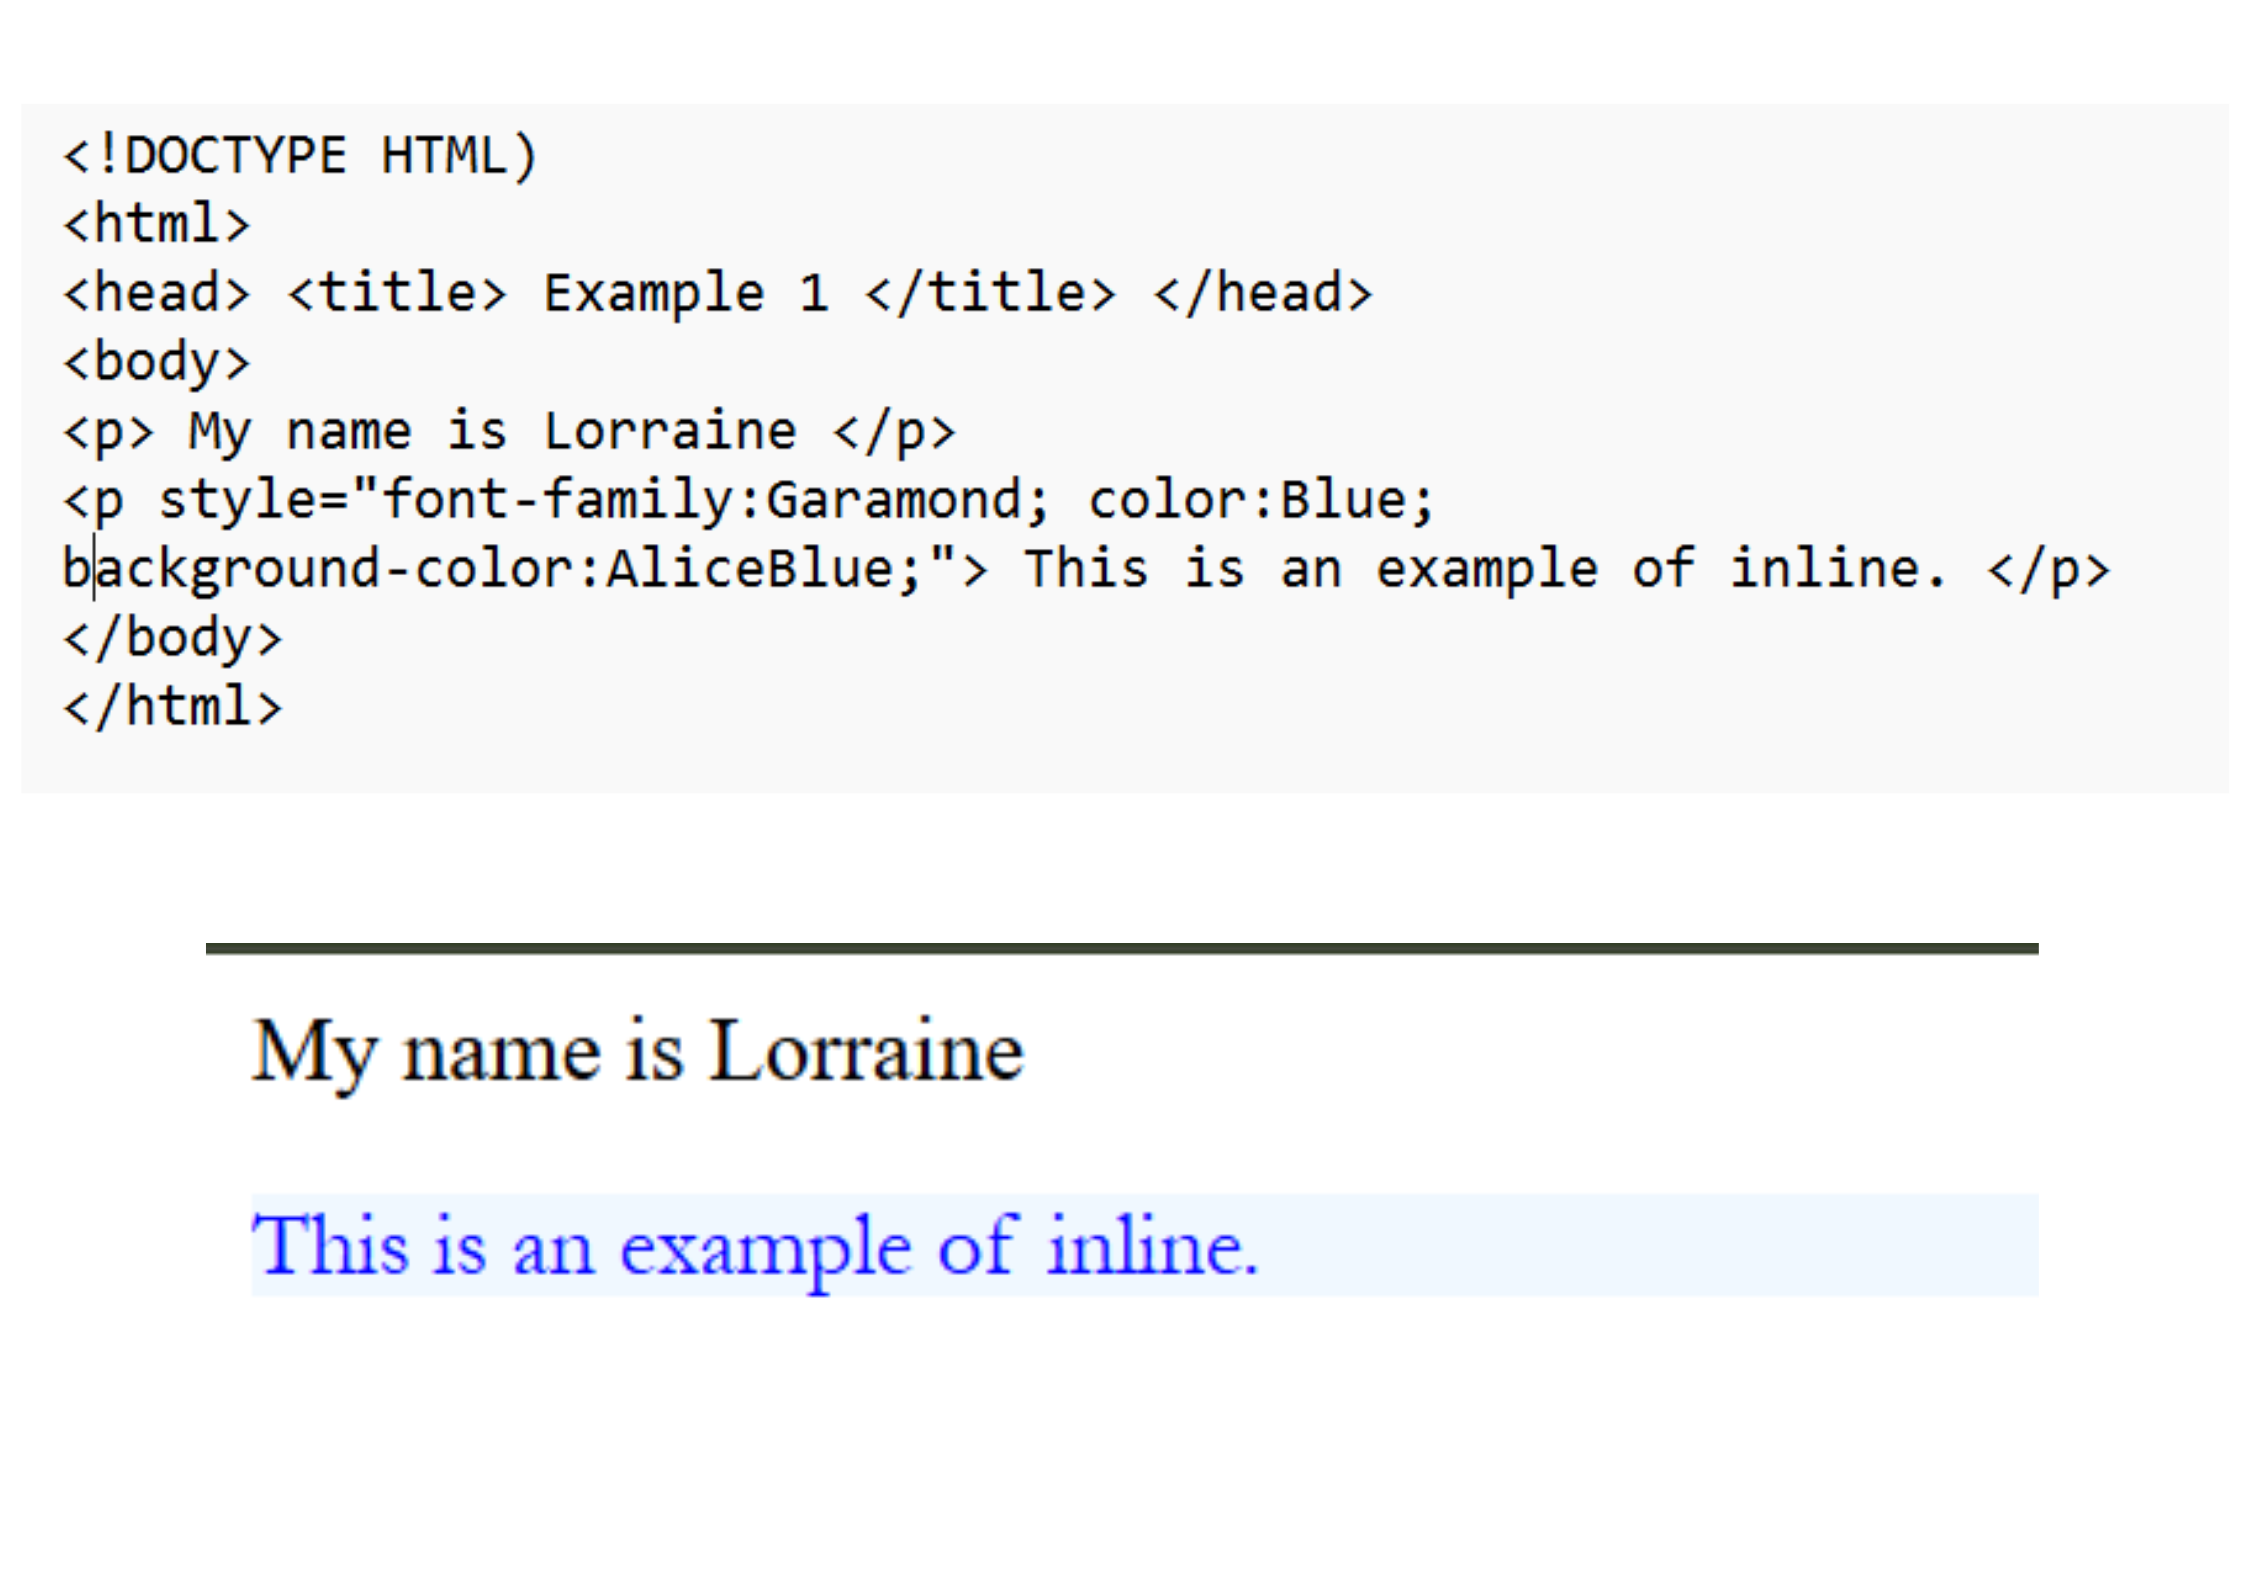 <!DOCTYPE HTML)
<html>
<head> <title> Example 1 </title> </head>
<body>
<p> My name is Lorraine </p>
<p style="font-family:Garamond; color:Blue;
background-color:AliceBlue;"> This is an example of inline. </p>
</body>
</html>
My name is Lorraine
This is an example of inline.